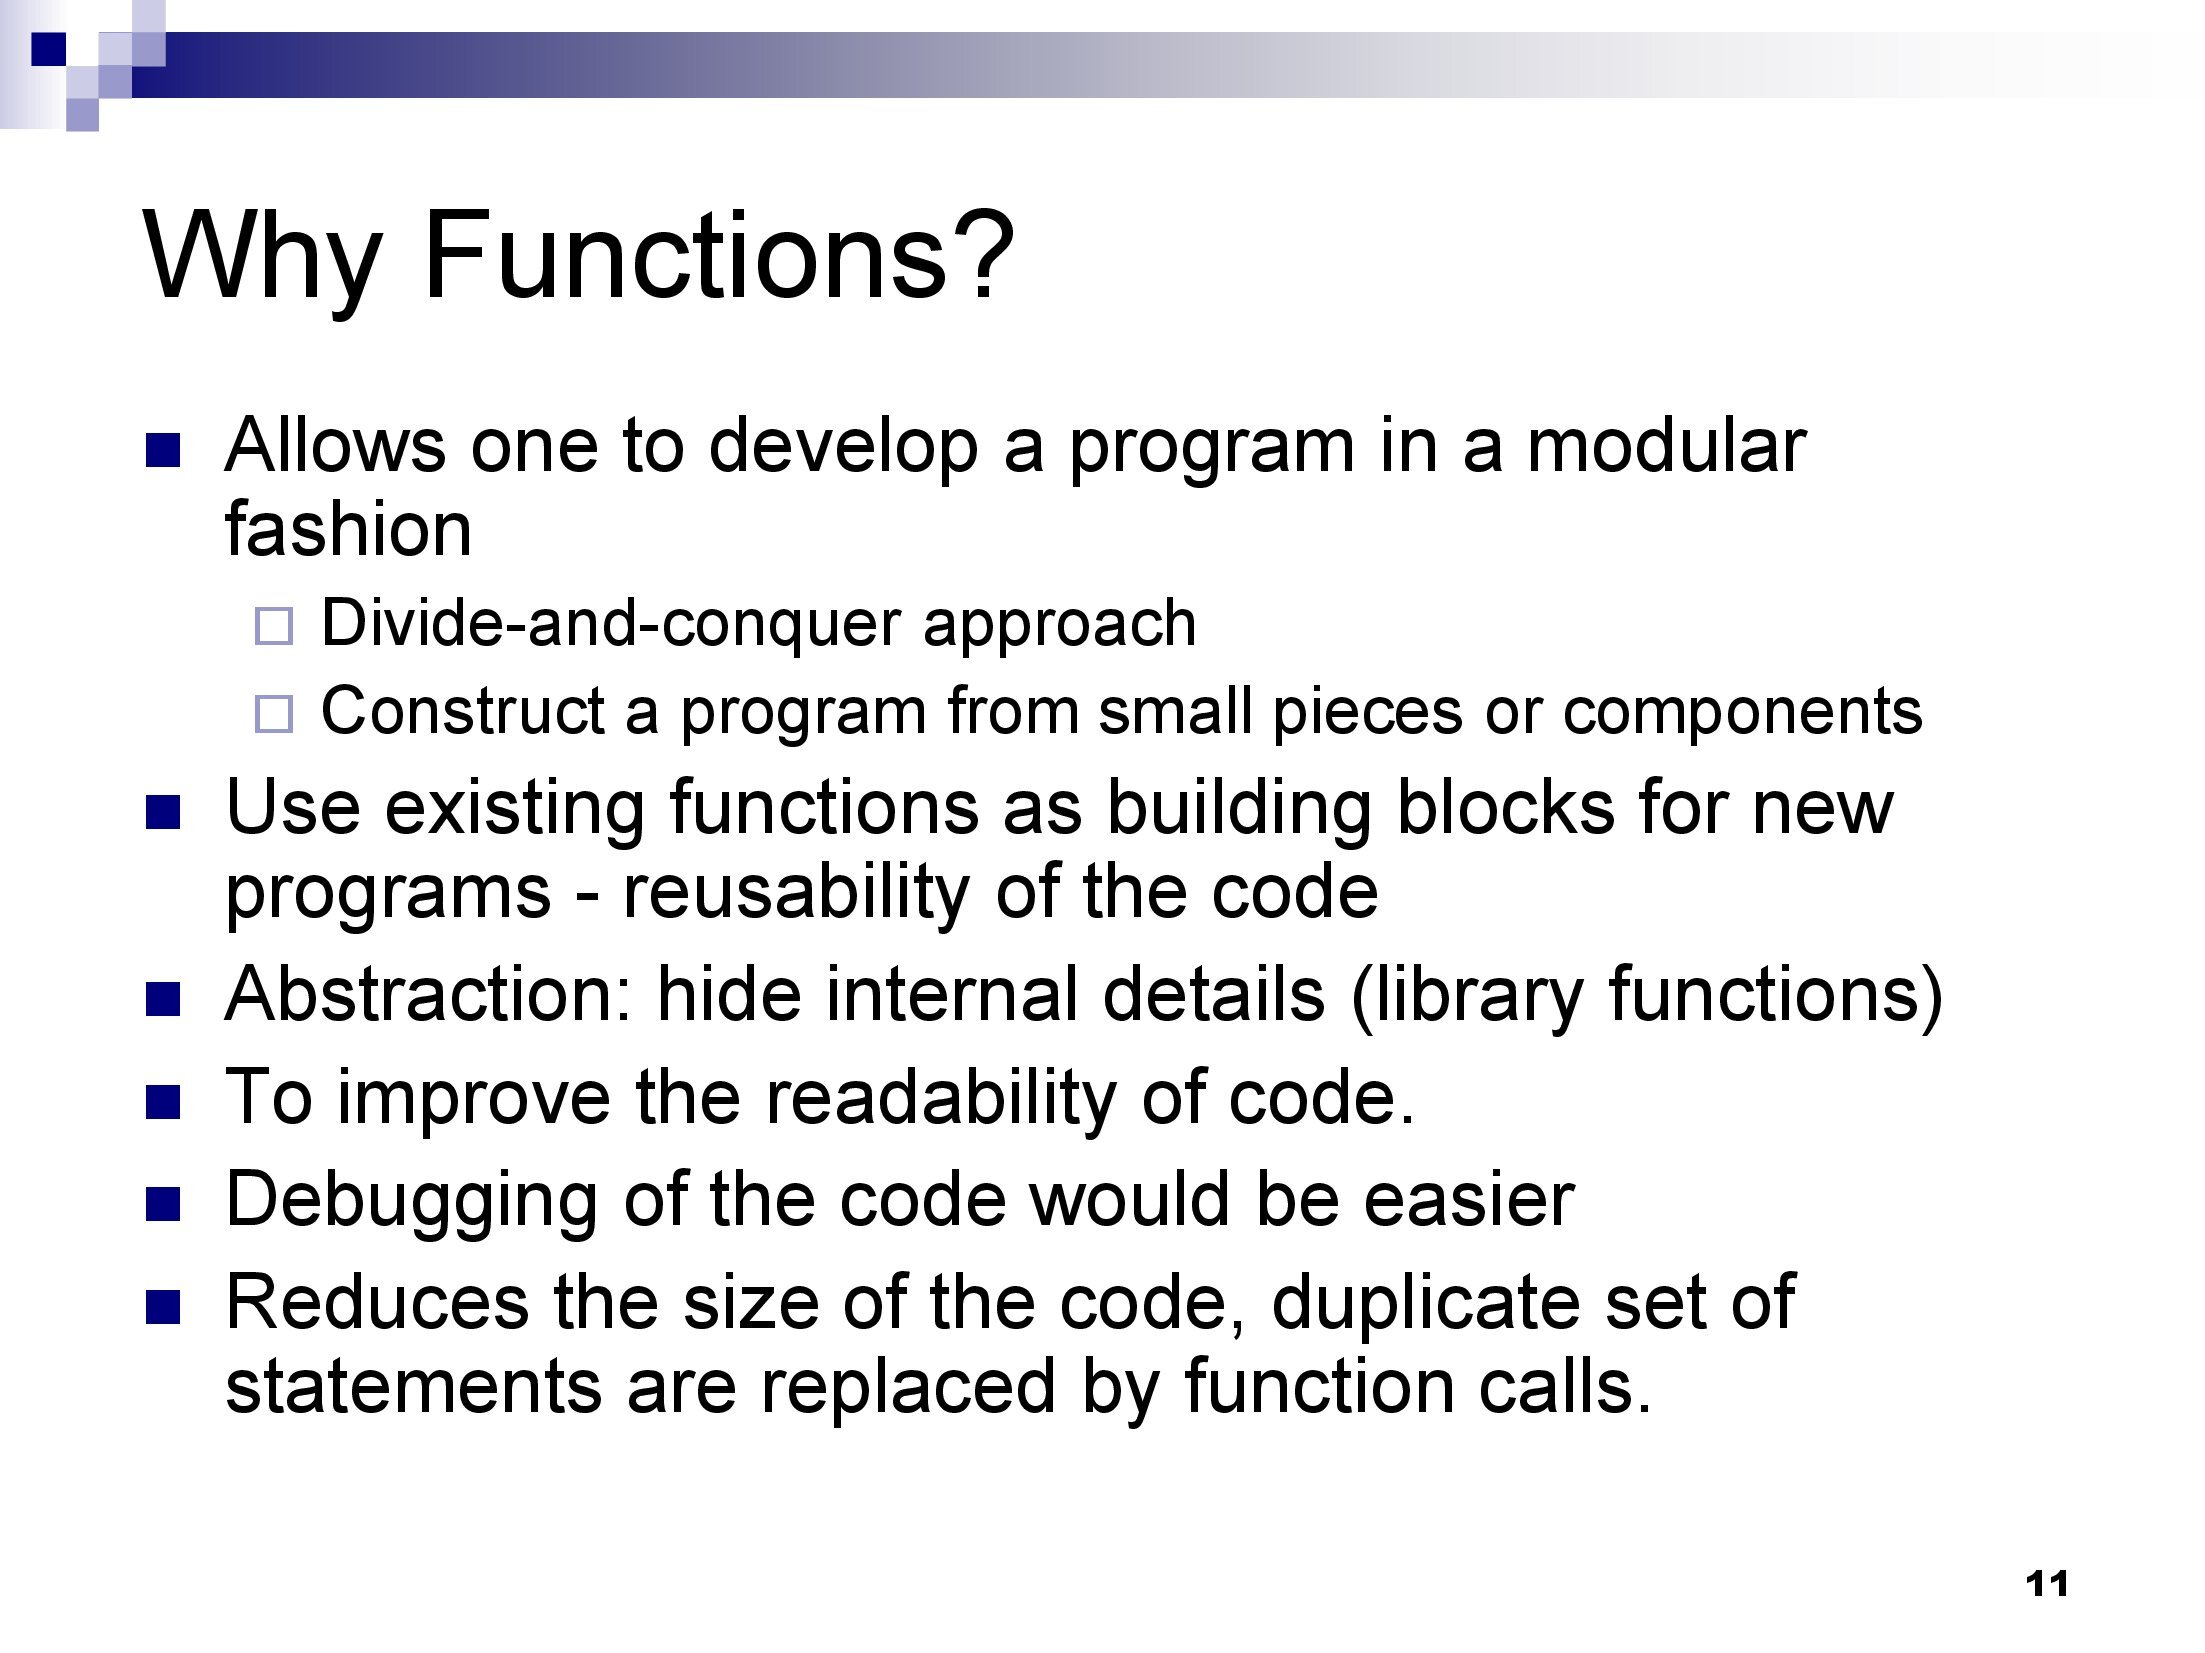 Why Functions?
Allows one to develop a program in a modular
fashion
Divide-and-conquer approach
Construct a program from small pieces or components
Use existing functions as building blocks for new
programs - reusability of the code
Abstraction: hide internal details (library functions)
To improve the readability of code.
Debugging of the code would be easier
Reduces the size of the code, duplicate set of
statements are replaced by function calls.
11